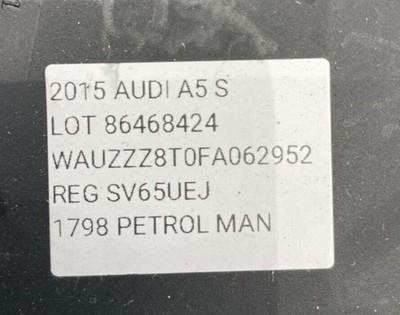 2015 AUDI A5 S
LOT 86468424
WAUZZZ8T0FA062952
REG SV65UEJ
1798 PETROL MAN